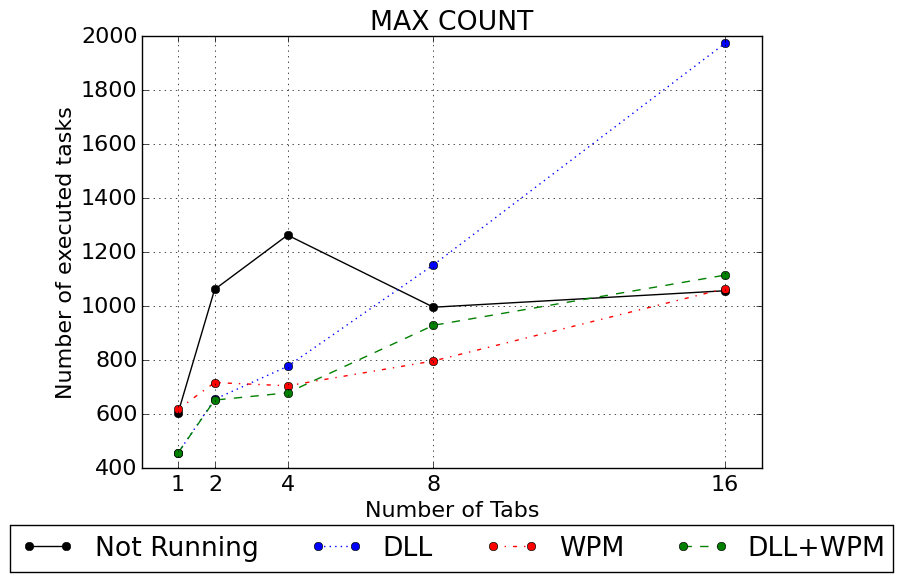 MAX COUNT
2000
1800
1600
1400
1200
1000
800
600
400
Number of executed tasks
1 2 4 8 16
Number of Tabs
Not Running DLL WPM DLL+WPM